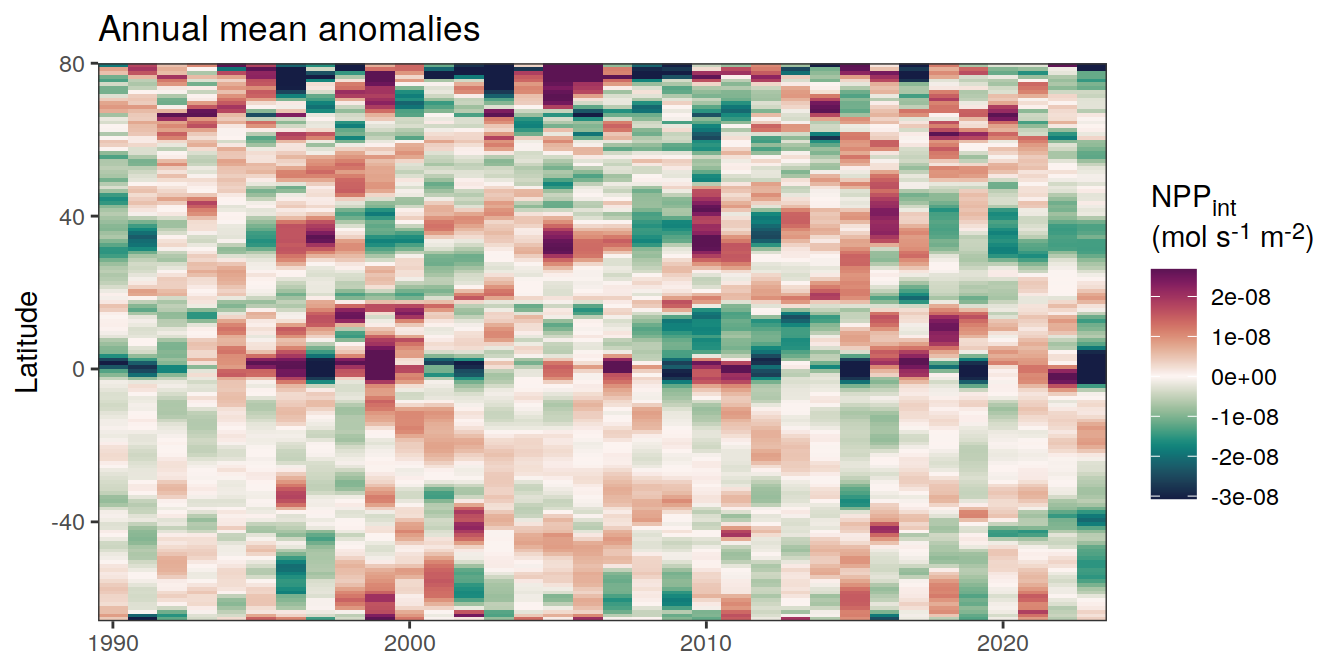 Annual mean anomalies
80
40
0
-40
Latitude
1990
2000
2010
2020
NPPint
(mol s-1 m-2)
2e-08
1e-08
0e+00
-1e-08
-2e-08
-3e-08